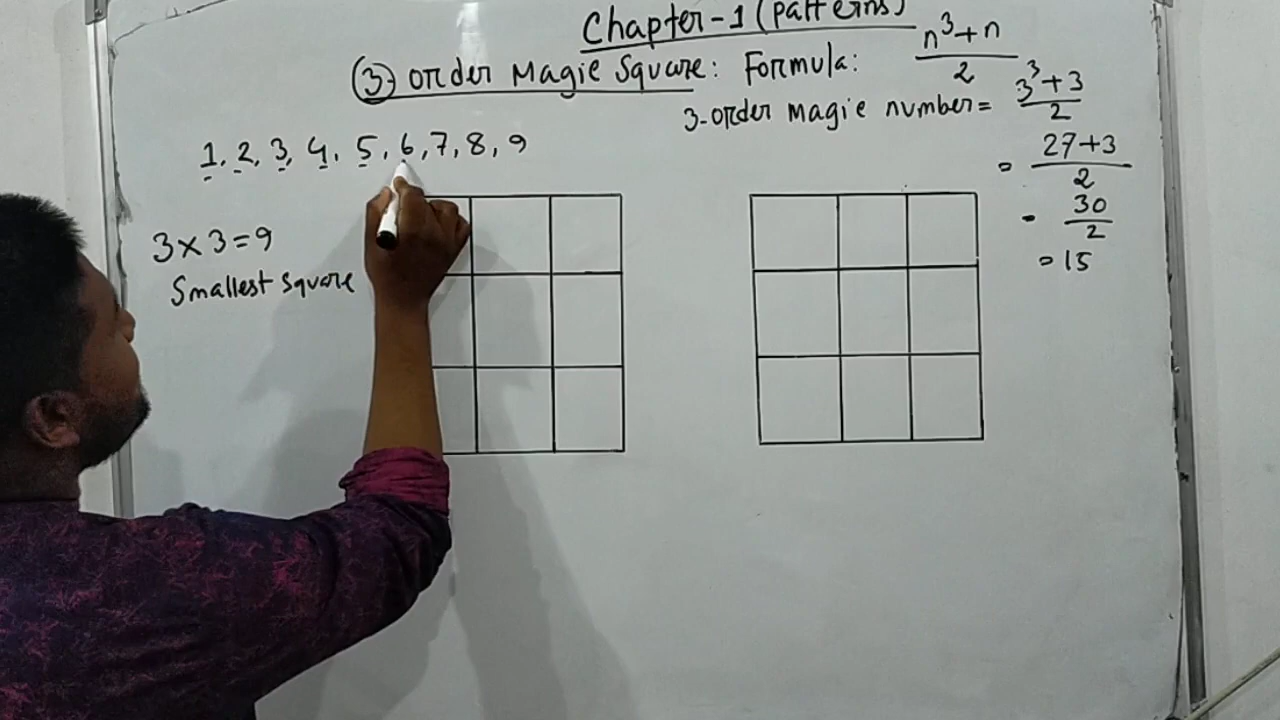 Chapter-1 (Patterns)
(3) order Magic Square: Formula: n³+n / 2
3-order magic number = 3³+3 / 2
= 27+3 / 2
= 30 / 2
= 15
1, 2, 3, 4, 5, 6, 7, 8, 9
3×3=9
Smallest Square